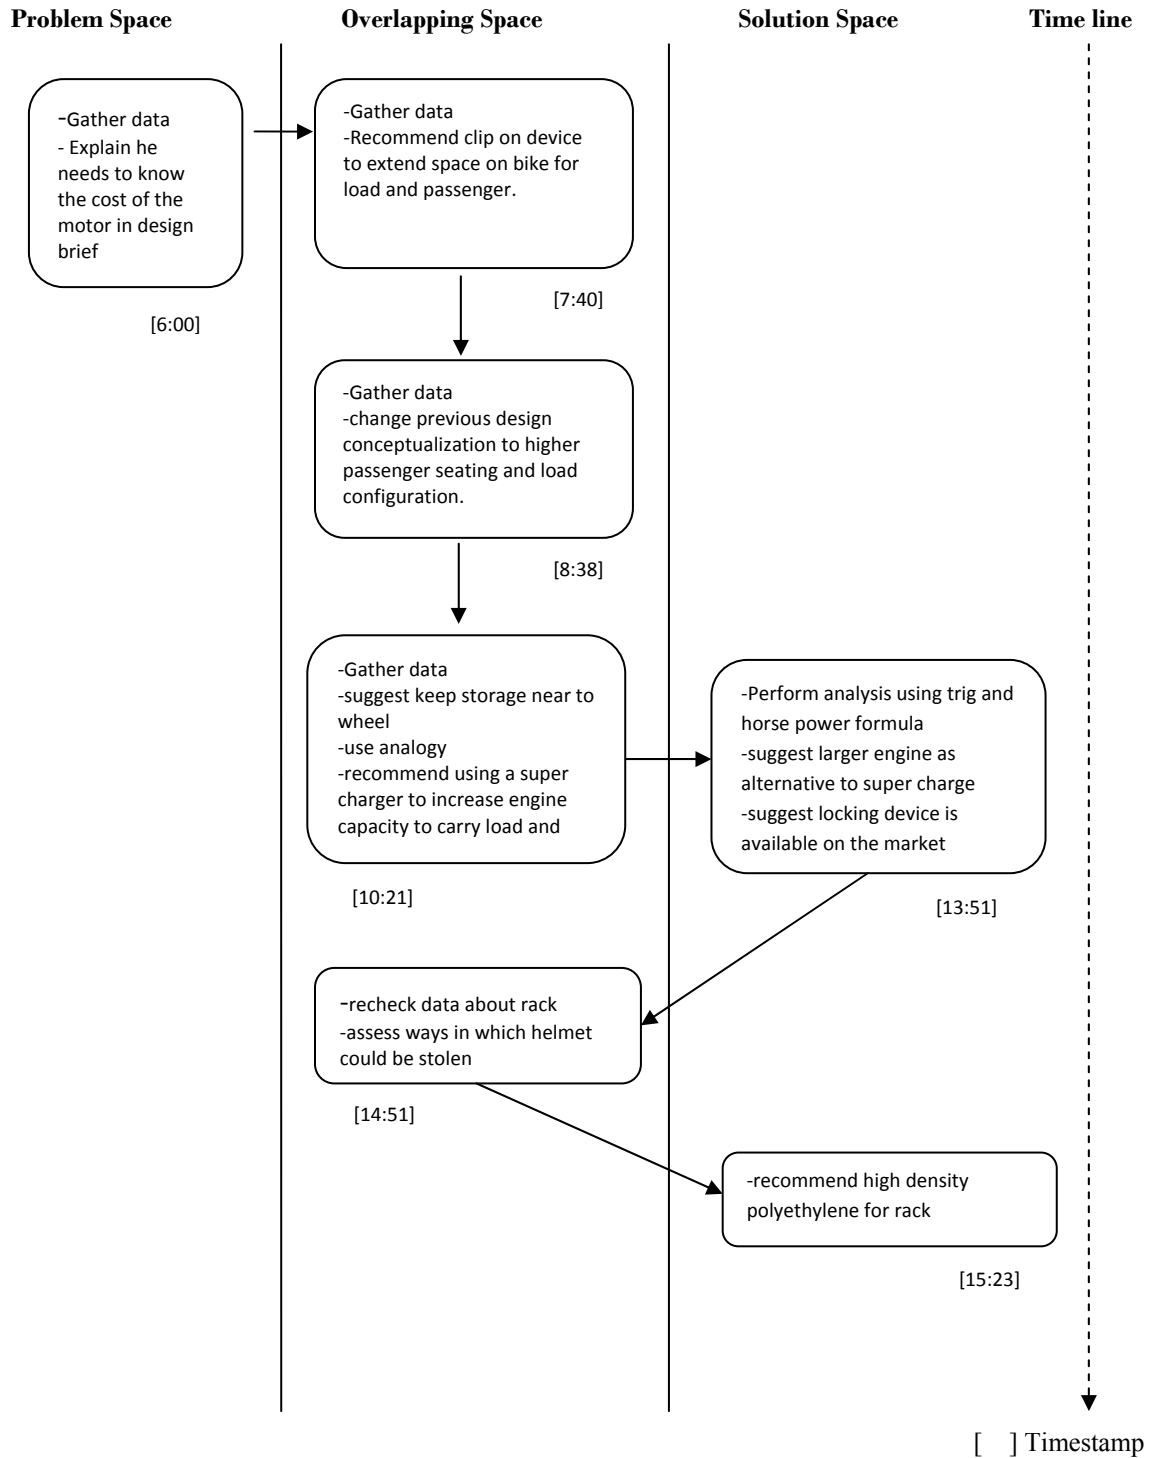 Problem Space
Overlapping Space
Solution Space
Time line
-Gather data
- Explain he
needs to know
the cost of the
motor in design
brief
[6:00]
-Gather data
-Recommend clip on device
to extend space on bike for
load and passenger.
[7:40]
-Gather data
-change previous design
conceptualization to higher
passenger seating and load
configuration.
[8:38]
-Gather data
-suggest keep storage near to
wheel
-use analogy
-recommend using a super
charger to increase engine
capacity to carry load and
[10:21]
-Perform analysis using trig and
horse power formula
-suggest larger engine as
alternative to super charge
-suggest locking device is
available on the market
[13:51]
-recheck data about rack
-assess ways in which helmet
could be stolen
[14:51]
-recommend high density
polyethylene for rack
[15:23]
[    ] Timestamp